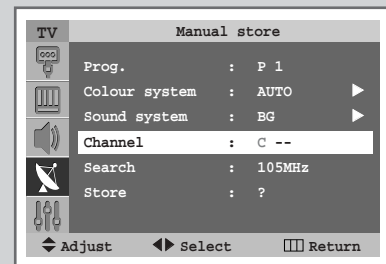 TV Manual store
Prog. : P 1
Colour system : AUTO ▶
Sound system : BG ▶
Channel : C --
Search : 105MHz
Store : ?
Adjust Select Return